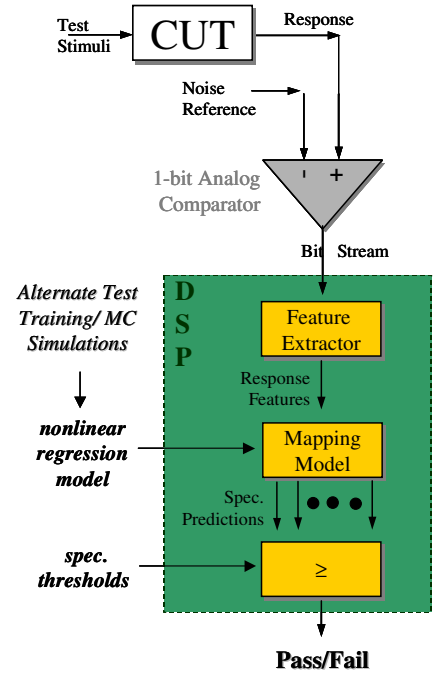 Test
Stimuli
CUT
Response
Noise
Reference
- +
1-bit Analog
Comparator
Bit Stream
D
S
P
Alternate Test
Training/ MC
Simulations
Feature
Extractor
Response
Features
nonlinear
regression
model
Mapping
Model
Spec.
Predictions
spec.
thresholds
≥
Pass/Fail